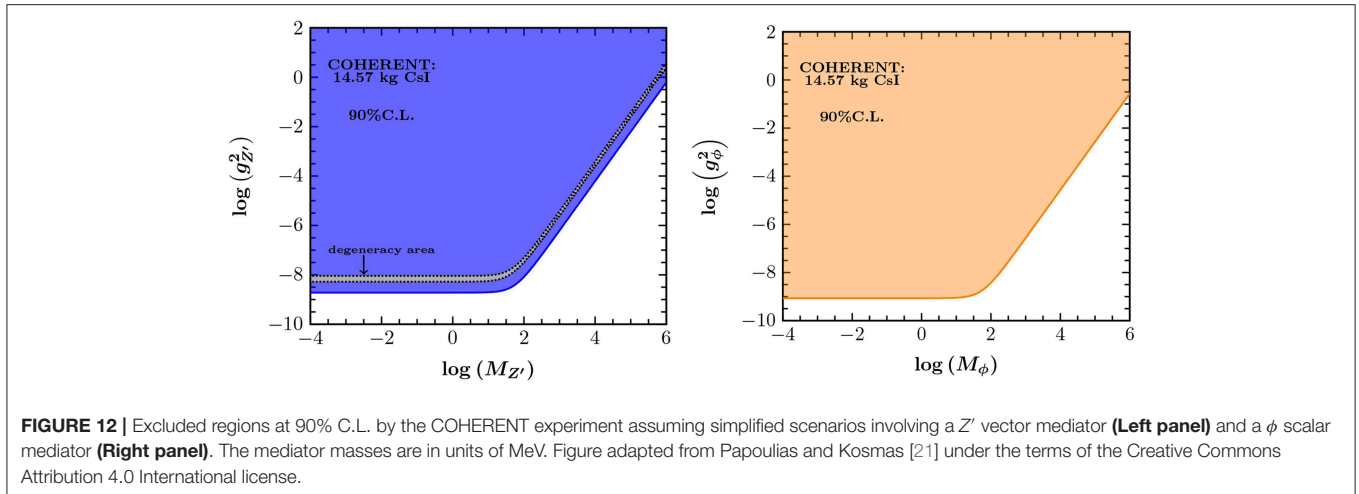 2
0
−2
−4
−6
−8
−10
−4
−2
0
2
4
6
log (g²_Z′)
log (M_Z′)
COHERENT:
14.57 kg CsI
90%C.L.
degeneracy area
2
0
−2
−4
−6
−8
−10
−4
−2
0
2
4
6
log (g²_ϕ)
log (M_ϕ)
COHERENT:
14.57 kg CsI
90%C.L.
FIGURE 12 | Excluded regions at 90% C.L. by the COHERENT experiment assuming simplified scenarios involving a Z′ vector mediator (Left panel) and a ϕ scalar
mediator (Right panel). The mediator masses are in units of MeV. Figure adapted from Papoulias and Kosmas [21] under the terms of the Creative Commons
Attribution 4.0 International license.